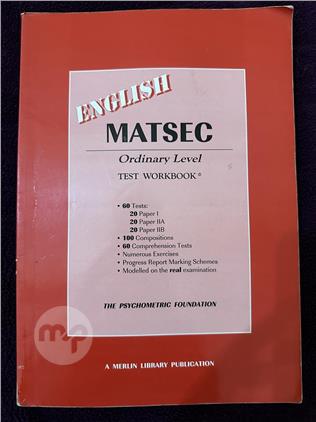 ENGLISH
MATSEC
Ordinary Level
TEST WORKBOOK®
• 60 Tests:
20 Paper I
20 Paper IIA
20 Paper IIB
• 100 Compositions
• 60 Comprehension Tests
• Numerous Exercises
• Progress Report Marking Schemes
• Modelled on the real examination
THE PSYCHOMETRIC FOUNDATION
mp
A MERLIN LIBRARY PUBLICATION